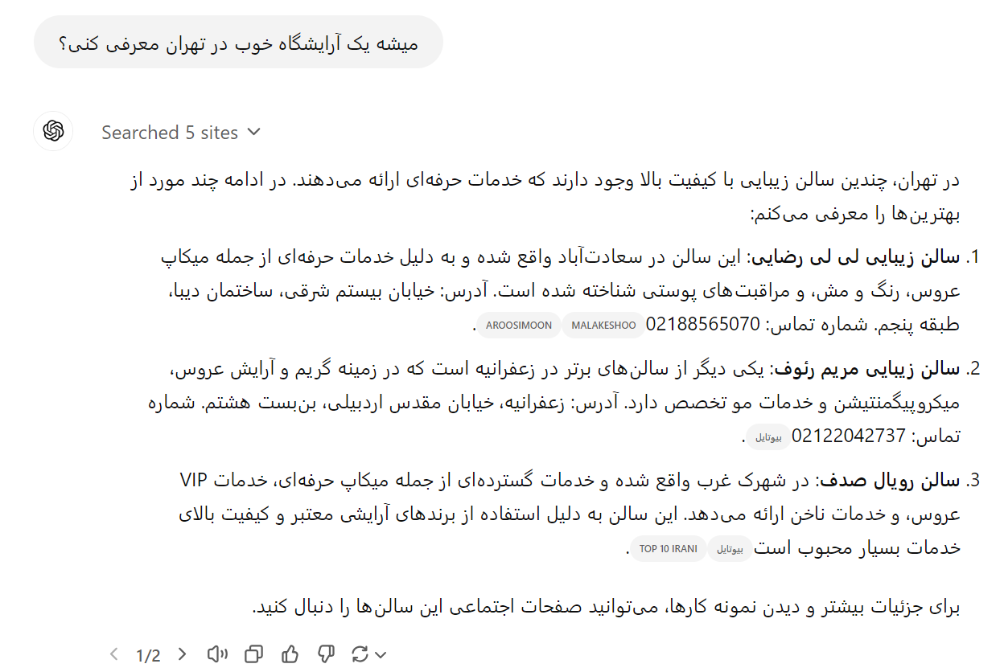 میشه یک آرایشگاه خوب در تهران معرفی کنی؟
Searched 5 sites
در تهران، چندین سالن زیبایی با کیفیت بالا وجود دارند که خدمات حرفه‌ای ارائه می‌دهند. در ادامه چند مورد از
بهترین‌ها را معرفی می‌کنم:
1. سالن زیبایی لی لی رضایی: این سالن در سعادت‌آباد واقع شده و به دلیل خدمات حرفه‌ای از جمله میکاپ
عروس، رنگ و مش، و مراقبت‌های پوستی شناخته شده است. آدرس: خیابان بیستم شرقی، ساختمان دیبا،
طبقه پنجم. شماره تماس: 02188565070 MALAKESHOO AROOSIMOON.
2. سالن زیبایی مریم رئوف: یکی دیگر از سالن‌های برتر در زعفرانیه است که در زمینه گریم و آرایش عروس،
میکروپیگمنتیشن و خدمات مو تخصص دارد. آدرس: زعفرانیه، خیابان مقدس اردبیلی، بن‌بست هشتم. شماره
تماس: 02122042737 بیوتایل.
3. سالن رویال صدف: در شهرک غرب واقع شده و خدمات گسترده‌ای از جمله میکاپ حرفه‌ای، خدمات VIP
عروس، و خدمات ناخن ارائه می‌دهد. این سالن به دلیل استفاده از برندهای آرایشی معتبر و کیفیت بالای
خدمات بسیار محبوب است بیوتایل TOP 10 IRANI.
برای جزئیات بیشتر و دیدن نمونه کارها، می‌توانید صفحات اجتماعی این سالن‌ها را دنبال کنید.
1/2